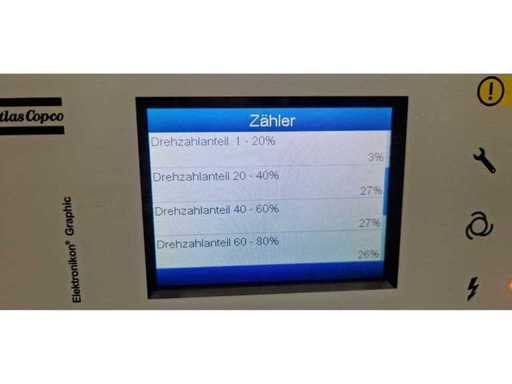 Atlas Copco
Elektronikon® Graphic
Zähler
Drehzahlanteil 1 - 20%
3%
Drehzahlanteil 20 - 40%
27%
Drehzahlanteil 40 - 60%
27%
Drehzahlanteil 60 - 80%
26%